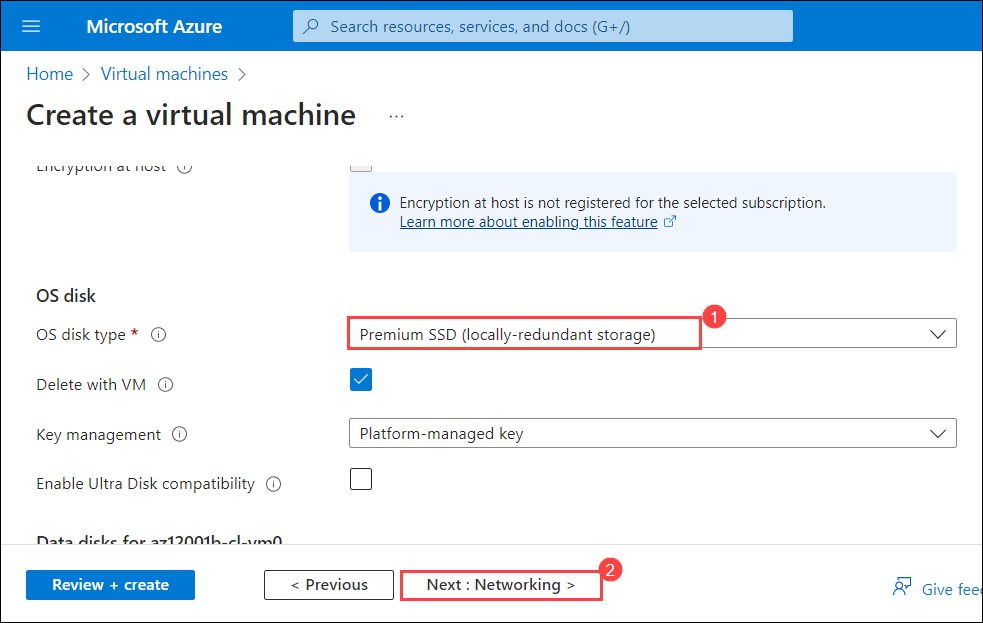 Microsoft Azure
Search resources, services, and docs (G+/)
Home > Virtual machines >
Create a virtual machine ...
Encryption at host
Encryption at host is not registered for the selected subscription.
Learn more about enabling this feature
OS disk
OS disk type *
Premium SSD (locally-redundant storage)
1
Delete with VM
Key management
Platform-managed key
Enable Ultra Disk compatibility
Data disks for az12001b-cl-vm0
Review + create
< Previous
Next : Networking >
2
Give feed